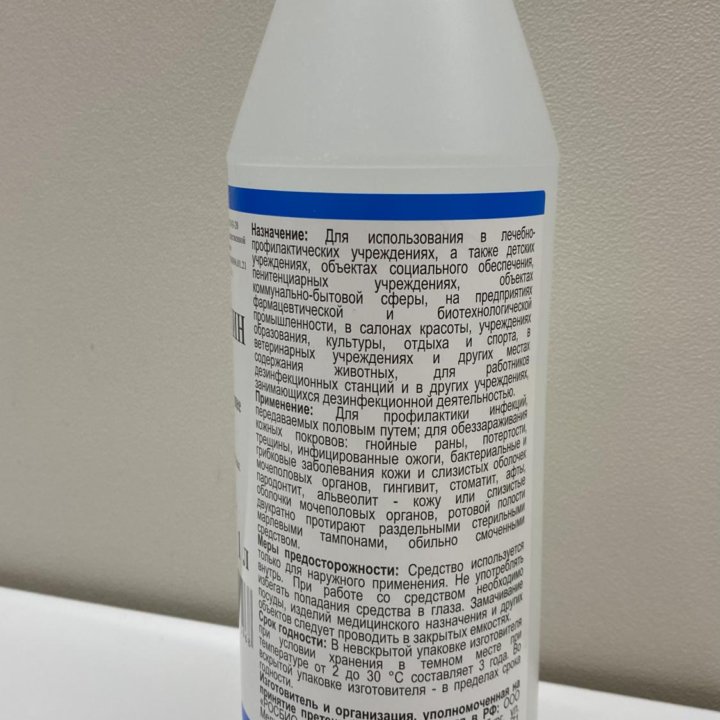 Назначение: Для использования в лечебно-
профилактических учреждениях, а также детских
учреждениях, объектах социального обеспечения,
пенитенциарных учреждениях, объектах
коммунально-бытовой сферы, на предприятиях
фармацевтической и биотехнологической
промышленности, в салонах красоты, учреждениях
образования, культуры, отдыха и спорта, в
ветеринарных учреждениях и других местах
содержания животных, для работников
дезинфекционных станций и в других учреждениях,
занимающихся дезинфекционной деятельностью.
Применение: Для профилактики инфекций,
передаваемых половым путем; для обеззараживания
кожных покровов: гнойные раны, потертости,
трещины, инфицированные ожоги, бактериальные и
грибковые заболевания кожи и слизистых оболочек
мочеполовых органов, гингивит, стоматит, афты,
пародонтит, альвеолит - кожу или слизистые
оболочки мочеполовых органов, ротовой полости
двукратно протирают раздельными стерильными
марлевыми тампонами, обильно смоченными
средством.
Меры предосторожности: Средство используется
только для наружного применения. Не употреблять
внутрь. При работе со средством необходимо
избегать попадания средства в глаза. Замачивание
посуды, изделий медицинского назначения и других
объектов следует проводить в закрытых емкостях.
Срок годности: В невскрытой упаковке изготовителя
при условии хранения в темном месте при
температуре от 2 до 30 °С составляет 3 года. Во
вскрытой упаковке изготовителя - в пределах срока
годности.
Изготовитель и организация, уполномоченная на
принятие в РФ: ООО
1 л